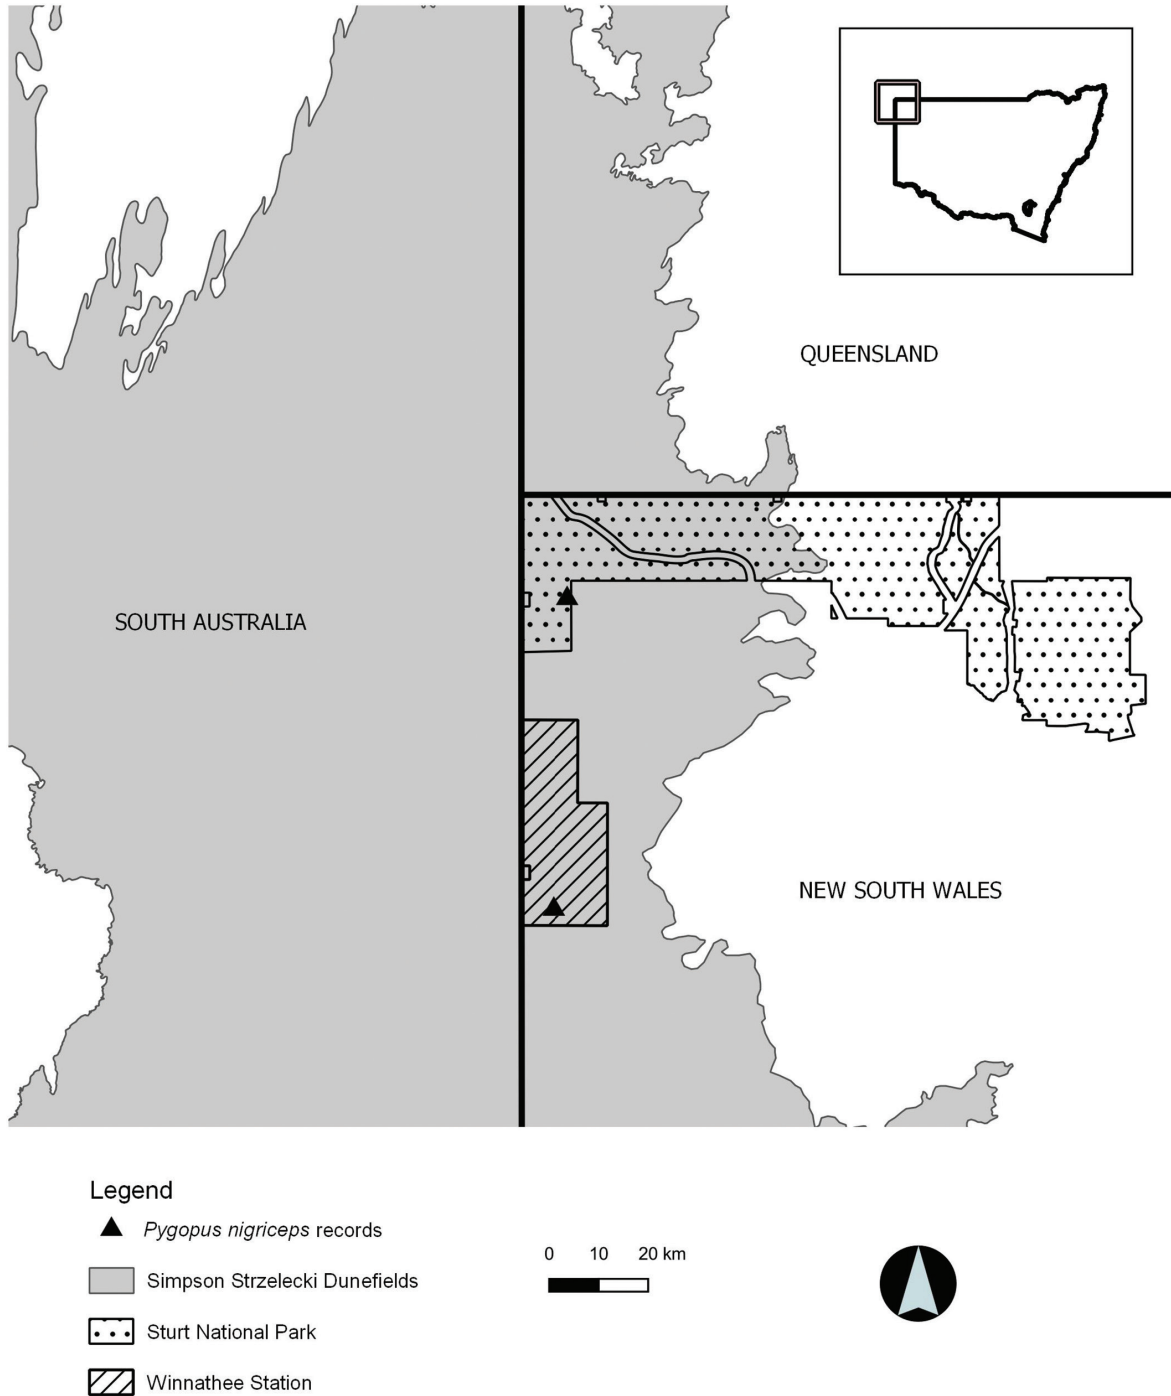 QUEENSLAND
SOUTH AUSTRALIA
NEW SOUTH WALES
Legend
Pygopus nigriceps records
Simpson Strzelecki Dunefields
Sturt National Park
Winnathee Station
0 10 20 km